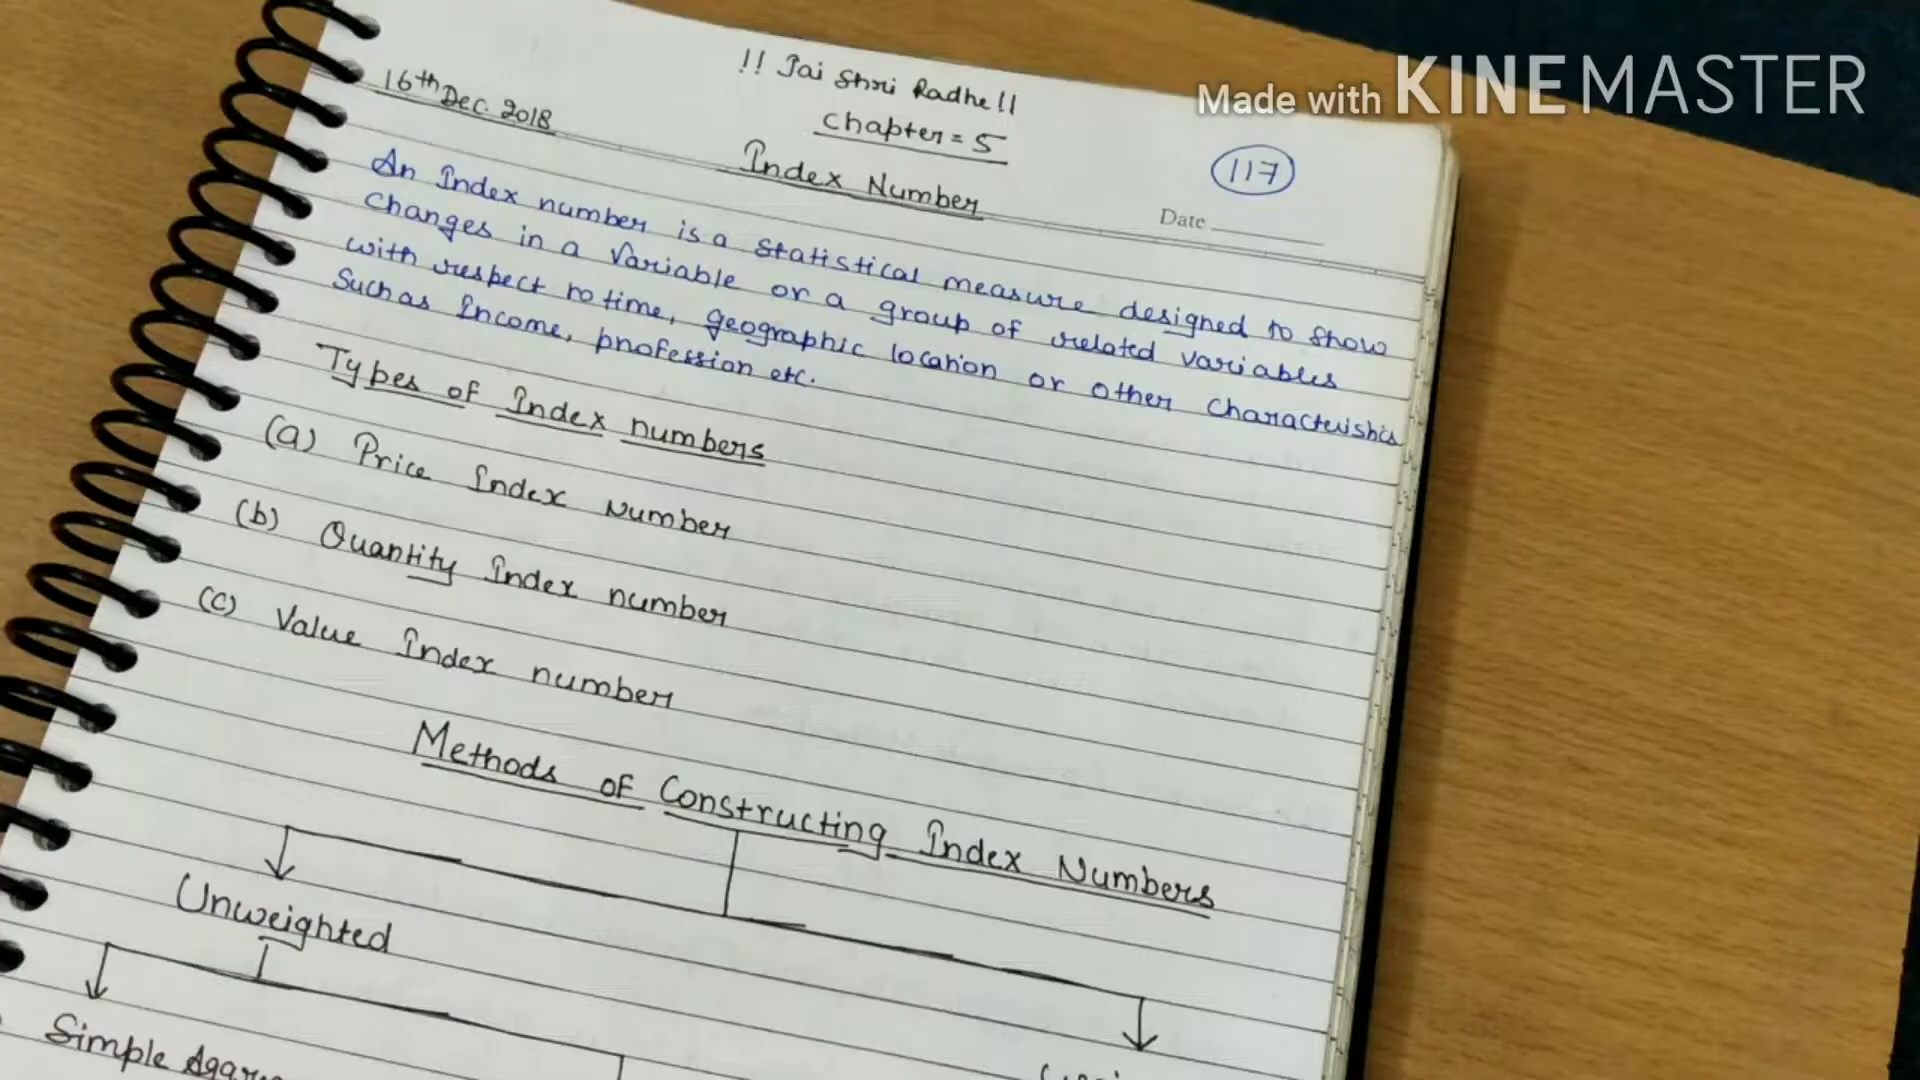 Made with KINEMASTER
!! Jai Shri Radhe !!
16th Dec. 2018
Chapter = 5
117
Index Number
Date
An Index number is a statistical measure designed to show
changes in a variable or a group of related variables
with respect to time, geographic location or other characteristics
Such as Income, profession etc.
Types of Index numbers
(a) Price Index Number
(b) Quantity Index number
(c) Value Index number
Methods of Constructing Index Numbers
Unweighted
Simple